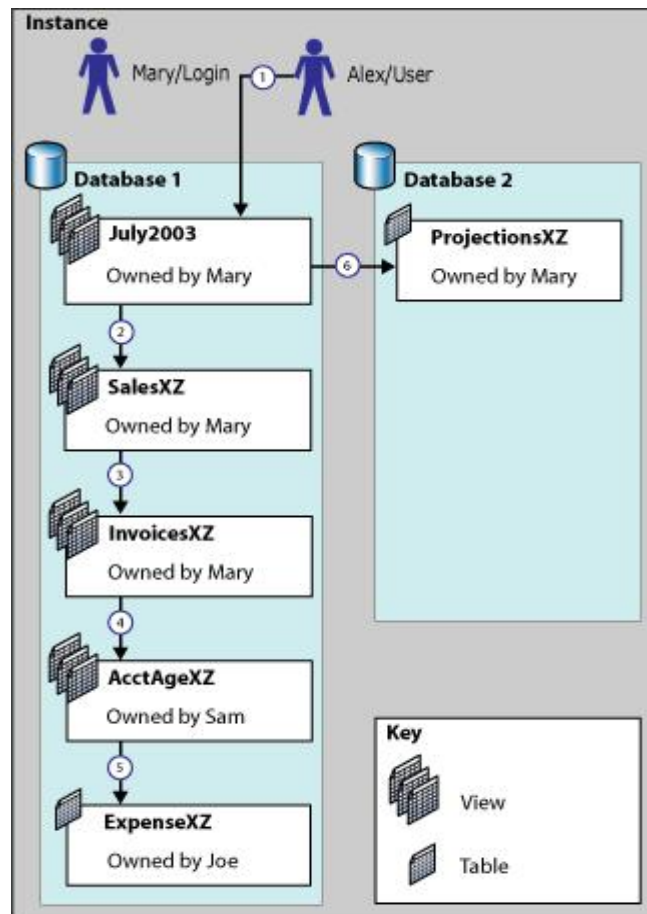 Instance
Mary/Login
1
Alex/User
Database 1
Database 2
July2003
Owned by Mary
6
ProjectionsXZ
Owned by Mary
2
SalesXZ
Owned by Mary
3
InvoicesXZ
Owned by Mary
4
AcctAgeXZ
Owned by Sam
5
ExpenseXZ
Owned by Joe
Key
View
Table